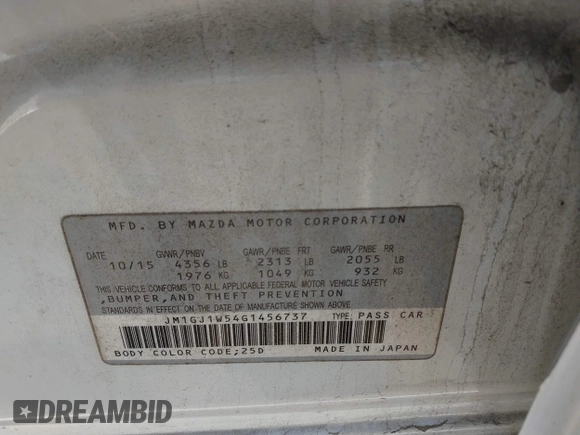 MFD. BY MAZDA MOTOR CORPORATION
GVWR/PNBV GAWR/PNBE FRT GAWR/PNBE RR
10/15 4356 LB 2313 LB 2055 LB
1976 KG 1049 KG 932 KG
THIS VEHICLE CONFORMS TO ALL APPLICABLE FEDERAL MOTOR VEHICLE SAFETY
,BUMPER,AND THEFT PREVENTION
STANDARDS IN EFFECT ON THE DATE OF MANUFACTURE SHOWN ABOVE.
JM1GJ1W54G1456737 TYPE: PASS CAR
BODY COLOR CODE;25D MADE IN JAPAN
DREAMBID